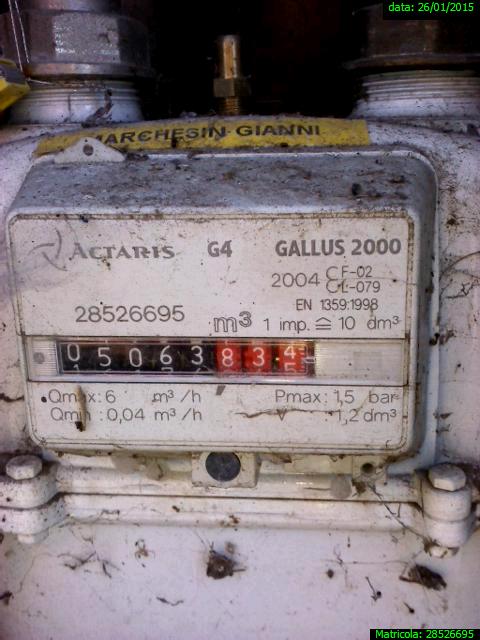 data: 26/01/2015
MARCHESIN GIANNI
ACTARIS G4 GALLUS 2000
2004 CF-02
CL-079
EN 1359:1998
28526695 m³ 1 imp. ≅ 10 dm³
05063834
5
Qmax: 6 m³/h Pmax: 1,5 bar
Qmin: 0,04 m³/h V : 1,2 dm³
Matricola: 28526695